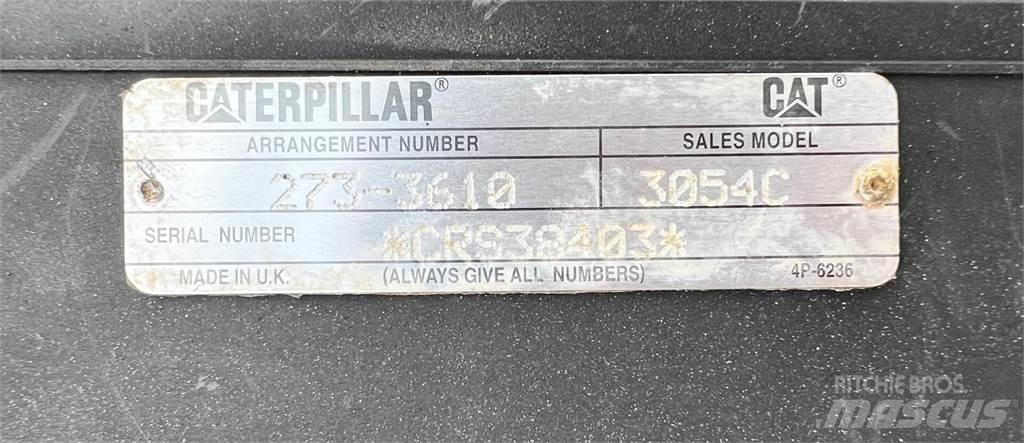 CATERPILLAR® CAT®
ARRANGEMENT NUMBER SALES MODEL
273-3610 3054C
SERIAL NUMBER *CRS38403*
MADE IN U.K. (ALWAYS GIVE ALL NUMBERS) 4P-6236
RITCHIE BROS.
MASCUS